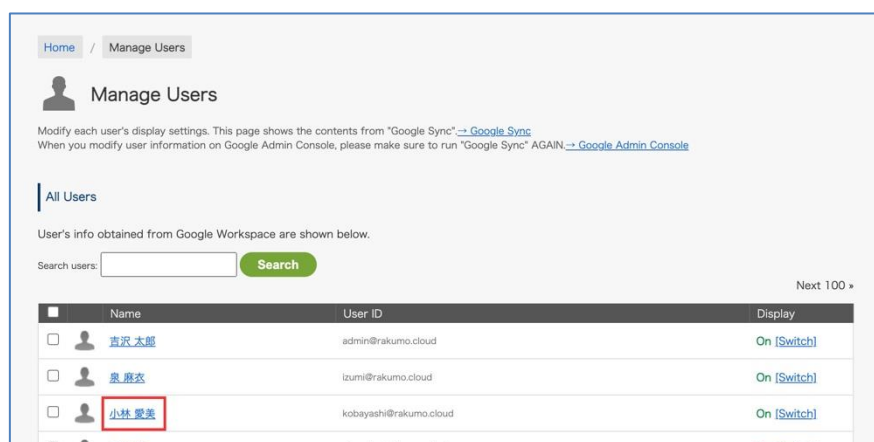 Home / Manage Users
Manage Users
Modify each user's display settings. This page shows the contents from "Google Sync".→ Google Sync
When you modify user information on Google Admin Console, please make sure to run "Google Sync" AGAIN.→ Google Admin Console
All Users
User's info obtained from Google Workspace are shown below.
Search users: Search
Next 100 »
Name User ID Display
吉沢 太郎 admin@rakumo.cloud On [Switch]
泉 麻衣 izumi@rakumo.cloud On [Switch]
小林 愛美 kobayashi@rakumo.cloud On [Switch]